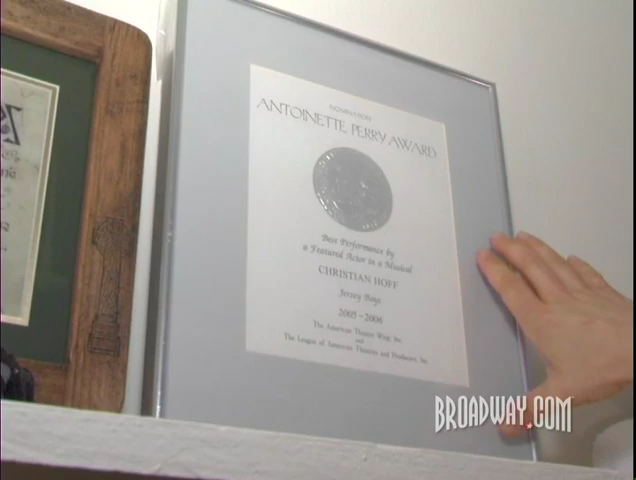 NOMINATION
ANTOINETTE PERRY AWARD
Best Performance by
a Featured Actor in a Musical
CHRISTIAN HOFF
Jersey Boys
2005-2006
The American Theatre Wing, Inc.
and
The League of American Theatres and Producers, Inc.
BROADWAY.COM